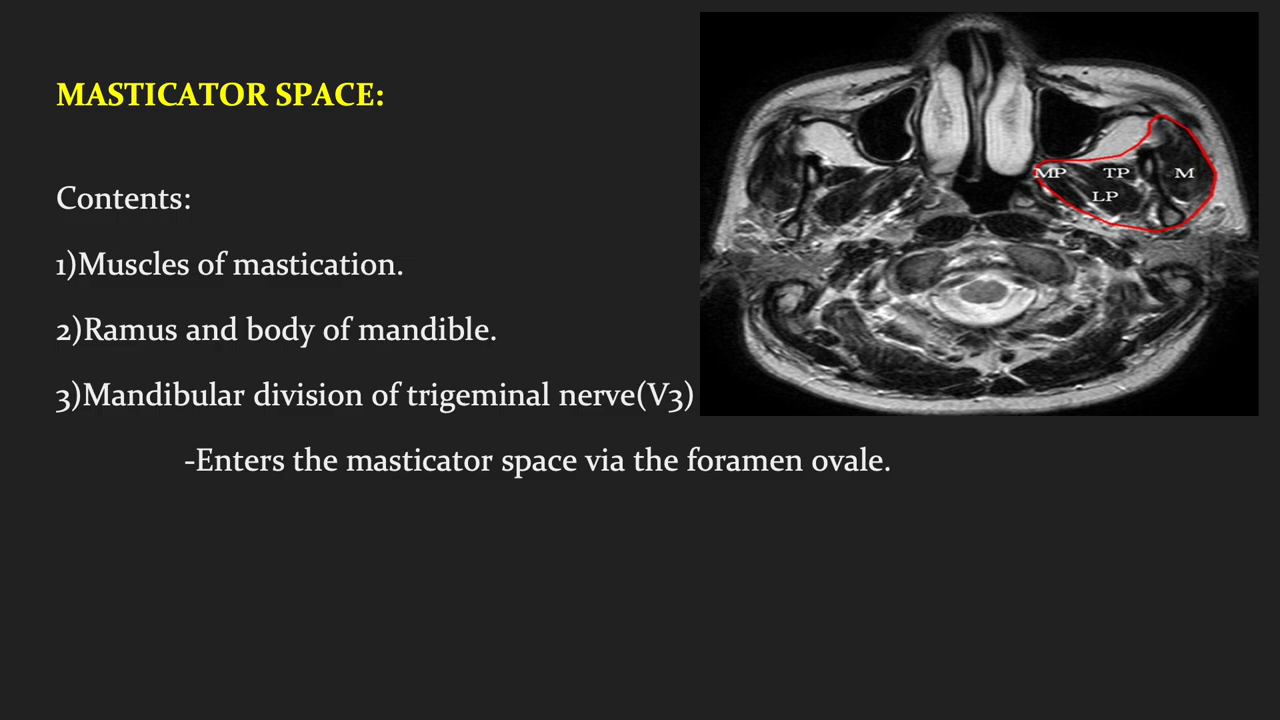 MASTICATOR SPACE:
Contents:
1)Muscles of mastication.
2)Ramus and body of mandible.
3)Mandibular division of trigeminal nerve(V3)
-Enters the masticator space via the foramen ovale.
MP TP M
LP